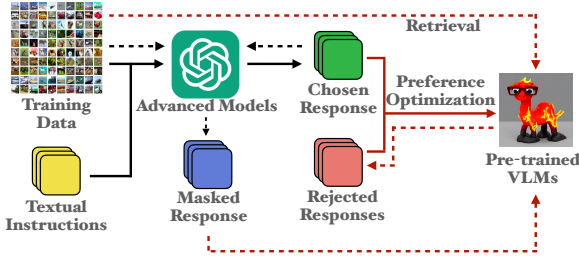 Retrieval
Training
Data
Advanced Models
Chosen
Response
Preference
Optimization
Pre-trained
VLMs
Textual
Instructions
Masked
Response
Rejected
Responses